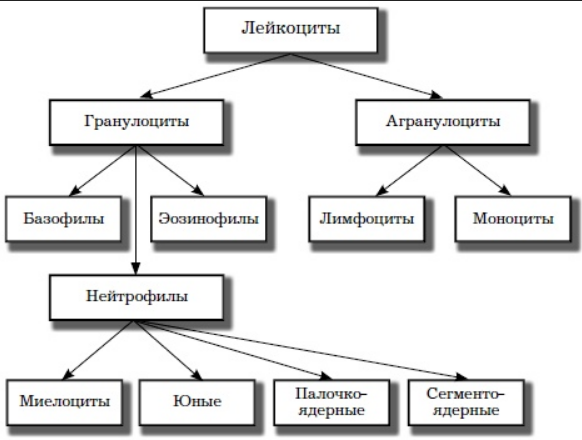 Лейкоциты
Гранулоциты
Агранулоциты
Базофилы
Эозинофилы
Лимфоциты
Моноциты
Нейтрофилы
Миелоциты
Юные
Палочко-
ядерные
Сегменто-
ядерные